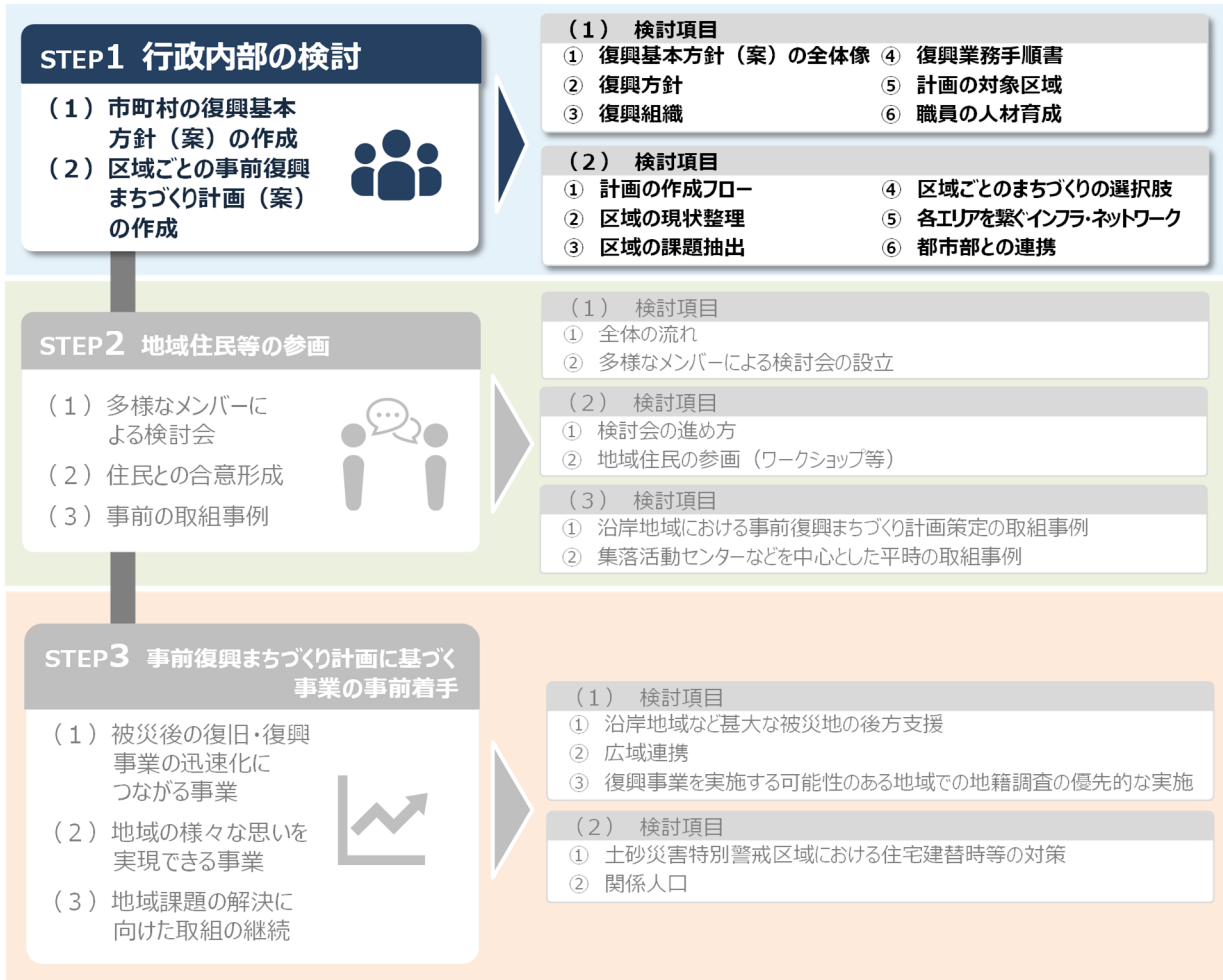 STEP1 行政内部の検討
（１）市町村の復興基本
方針（案）の作成
（２）区域ごとの事前復興
まちづくり計画（案）
の作成
（１） 検討項目
① 復興基本方針（案）の全体像 ④ 復興業務手順書
② 復興方針 ⑤ 計画の対象区域
③ 復興組織 ⑥ 職員の人材育成
（２） 検討項目
① 計画の作成フロー ④ 区域ごとのまちづくりの選択肢
② 区域の現状整理 ⑤ 各エリアを繋ぐインフラ・ネットワーク
③ 区域の課題抽出 ⑥ 都市部との連携
STEP2 地域住民等の参画
（１）多様なメンバーに
よる検討会
（２）住民との合意形成
（３）事前の取組事例
（１） 検討項目
① 全体の流れ
② 多様なメンバーによる検討会の設立
（２） 検討項目
① 検討会の進め方
② 地域住民の参画（ワークショップ等）
（３） 検討項目
① 沿岸地域における事前復興まちづくり計画策定の取組事例
② 集落活動センターなどを中心とした平時の取組事例
STEP3 事前復興まちづくり計画に基づく
事業の事前着手
（１）被災後の復旧・復興
事業の迅速化に
つながる事業
（２）地域の様々な思いを
実現できる事業
（３）地域課題の解決に
向けた取組の継続
（１） 検討項目
① 沿岸地域など甚大な被災地の後方支援
② 広域連携
③ 復興事業を実施する可能性のある地域での地籍調査の優先的な実施
（２） 検討項目
① 土砂災害特別警戒区域における住宅建替時等の対策
② 関係人口